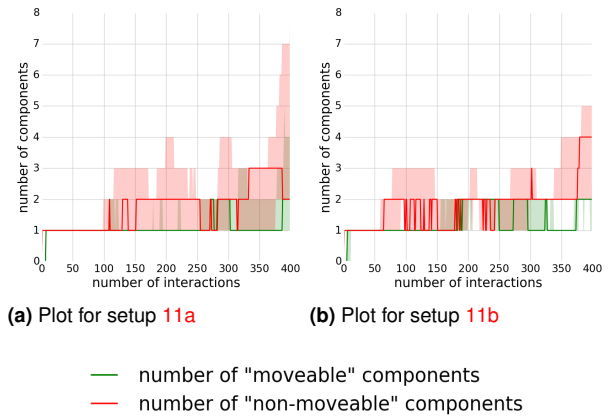 8
7
6
5
4
3
2
1
0
number of components
0 50 100 150 200 250 300 350 400
number of interactions
(a) Plot for setup 11a
8
7
6
5
4
3
2
1
0
number of components
0 50 100 150 200 250 300 350 400
number of interactions
(b) Plot for setup 11b
number of "moveable" components
number of "non-moveable" components